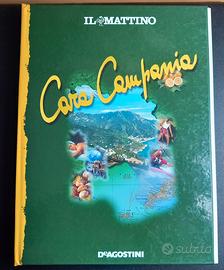 IL MATTINO
Cara Campania
DEAGOSTINI
subito